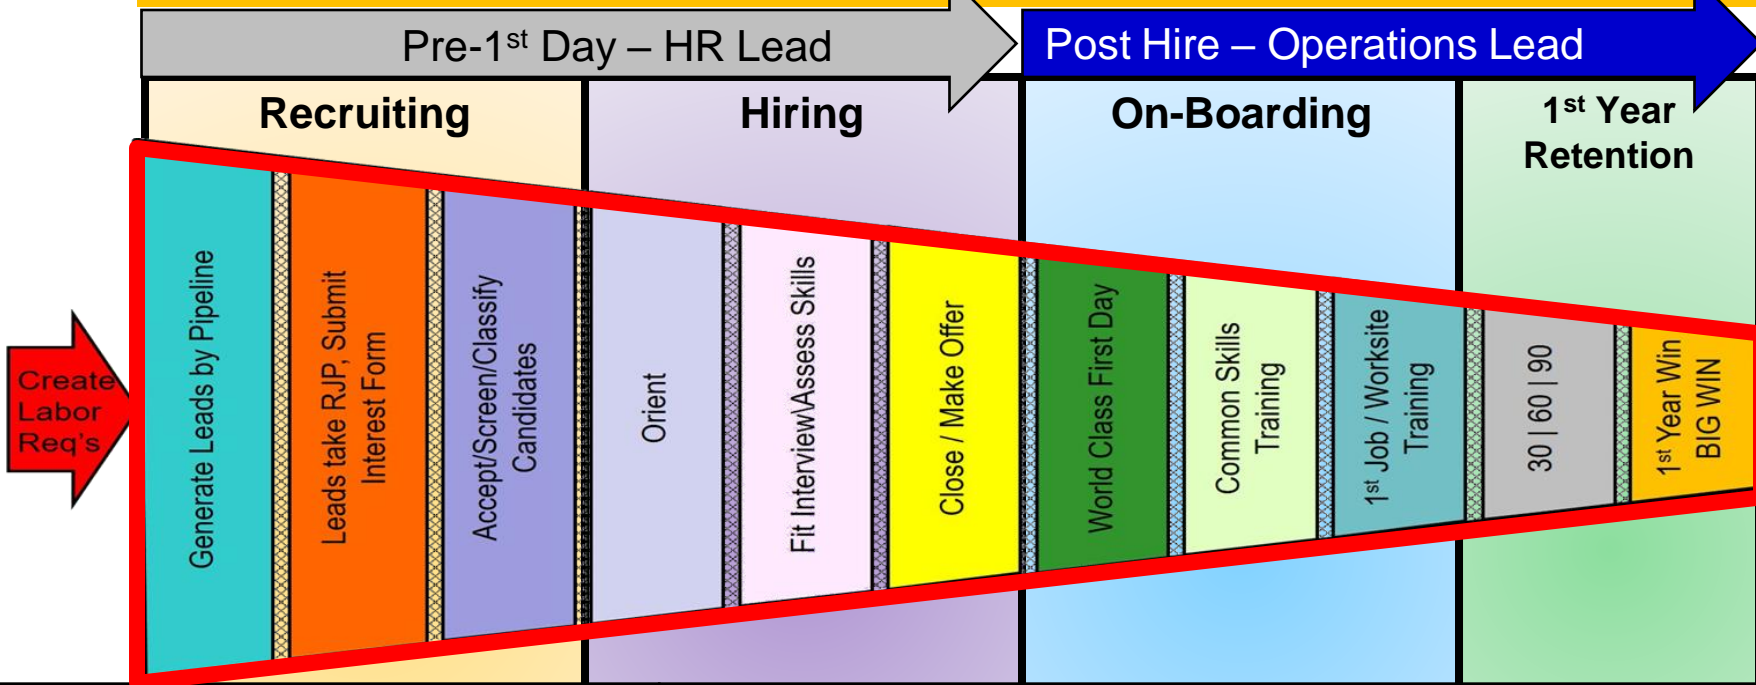 Pre-1st Day – HR Lead
Post Hire – Operations Lead
Recruiting
Hiring
On-Boarding
1st Year
Retention
Create
Labor
Req's
Generate Leads by Pipeline
Leads take RJP, Submit
Interest Form
Accept/Screen/Classify
Candidates
Orient
Fit Interview\Assess Skills
Close / Make Offer
World Class First Day
Common Skills
Training
1st Job / Worksite
Training
30 | 60 | 90
1st Year Win
BIG WIN